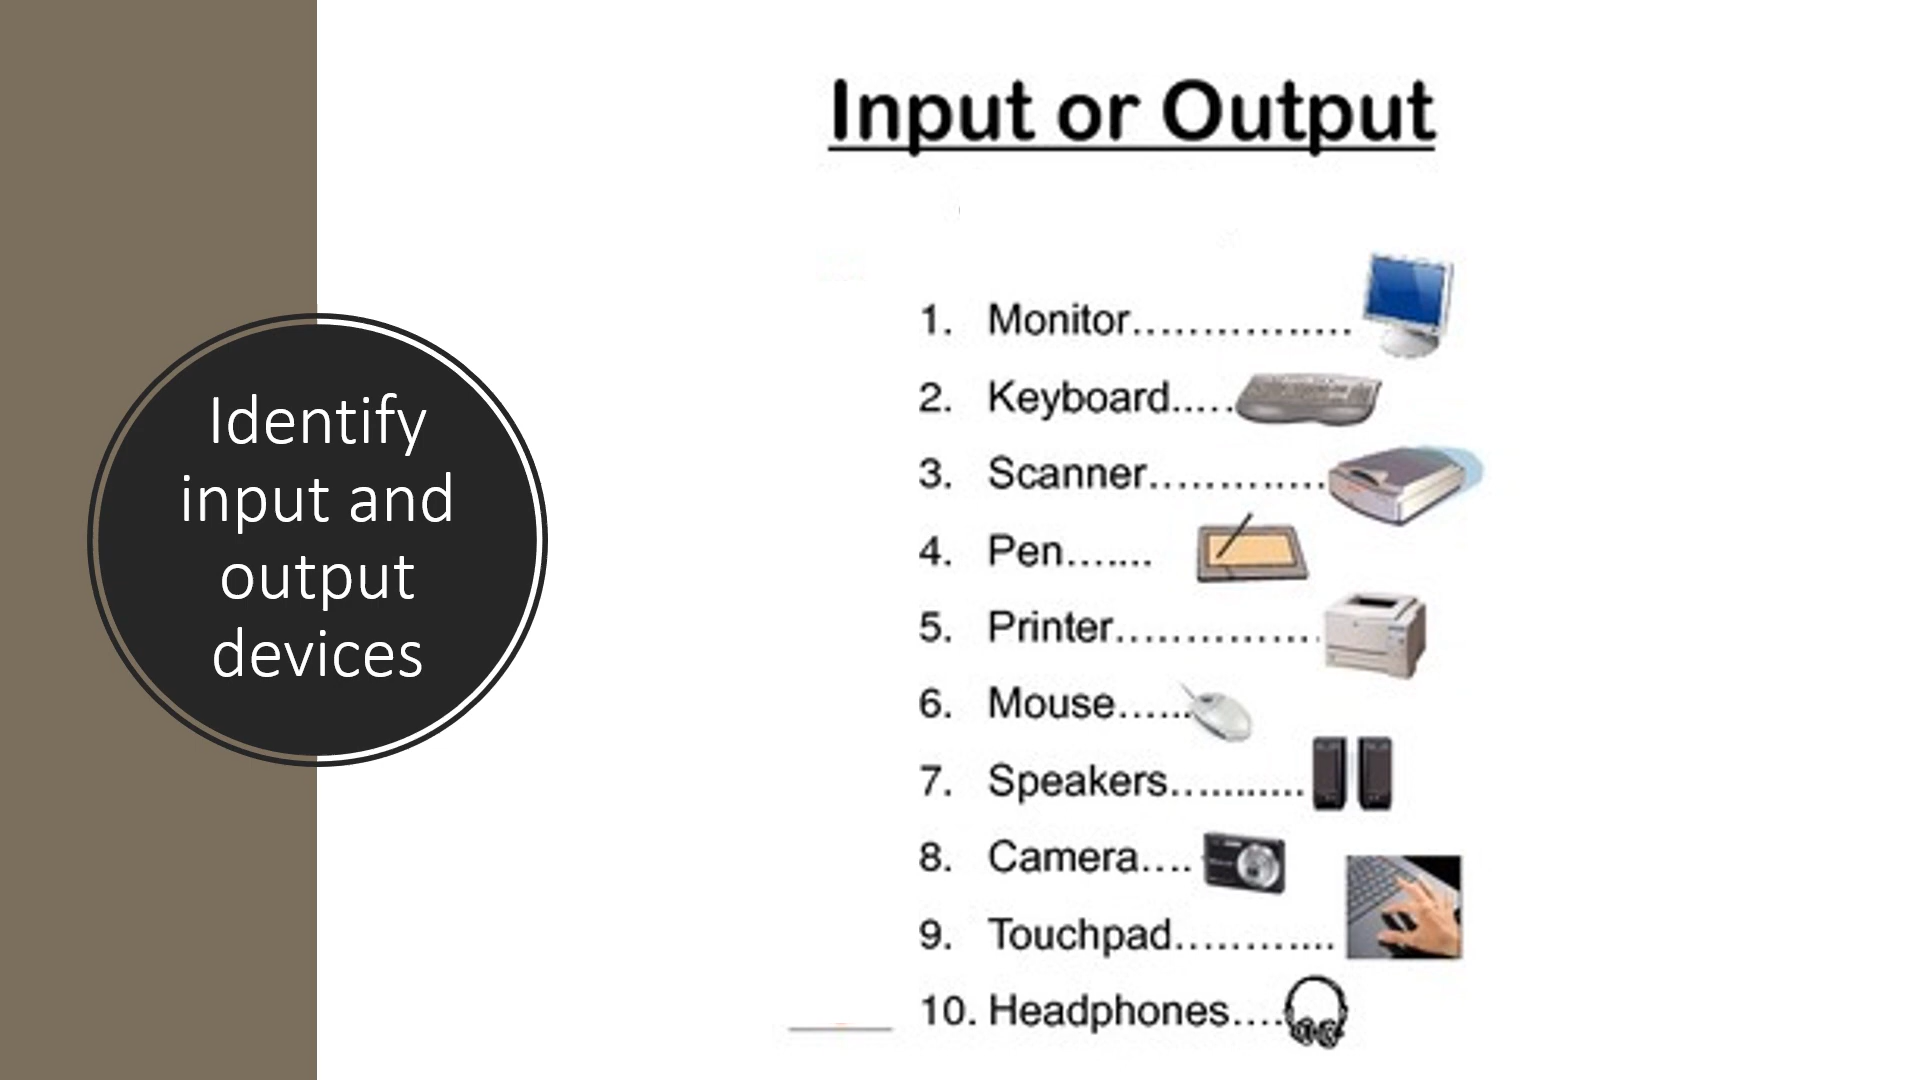 Identify
input and
output
devices
Input or Output
1. Monitor................
2. Keyboard.....
3. Scanner.............
4. Pen.......
5. Printer...............
6. Mouse......
7. Speakers..........
8. Camera....
9. Touchpad............
10. Headphones....